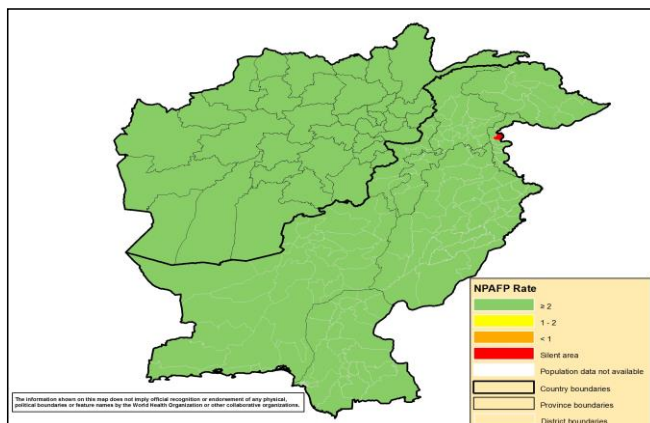 NPAFP Rate
≥ 2
1 - 2
< 1
Silent area
Population data not available
Country boundaries
Province boundaries
District boundaries
The information shown on this map does not imply official recognition or endorsement of any physical,
political boundaries or feature names by the World Health Organization or other collaborative organizations.